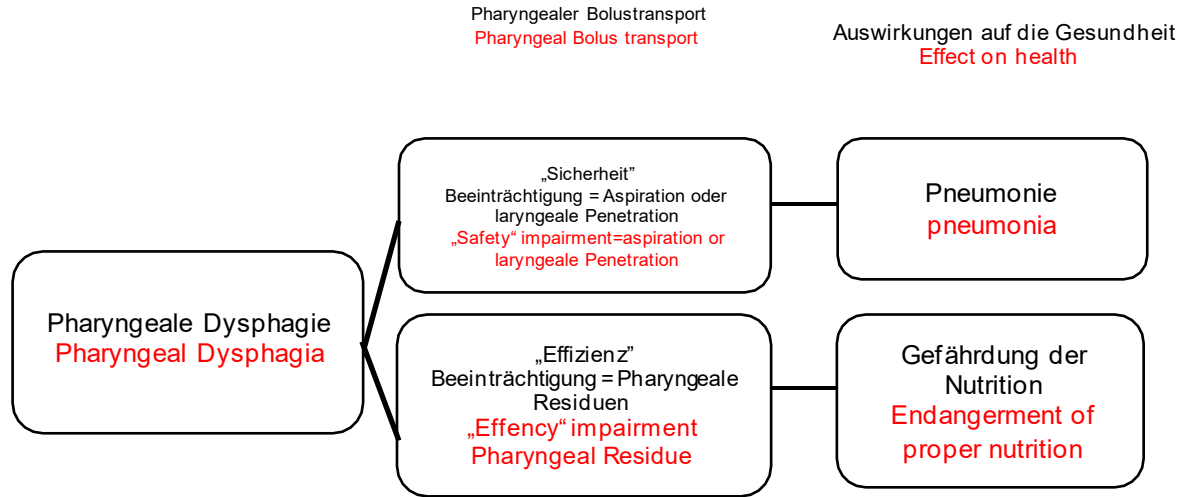 Pharyngealer Bolustransport
Pharyngeal Bolus transport
Auswirkungen auf die Gesundheit
Effect on health
Pharyngeale Dysphagie
Pharyngeal Dysphagia
„Sicherheit”
Beeinträchtigung = Aspiration oder
laryngeale Penetration
„Safety“ impairment=aspiration or
laryngeale Penetration
Pneumonie
pneumonia
„Effizienz”
Beeinträchtigung = Pharyngeale
Residuen
„Effency“ impairment
Pharyngeal Residue
Gefährdung der
Nutrition
Endangerment of
proper nutrition